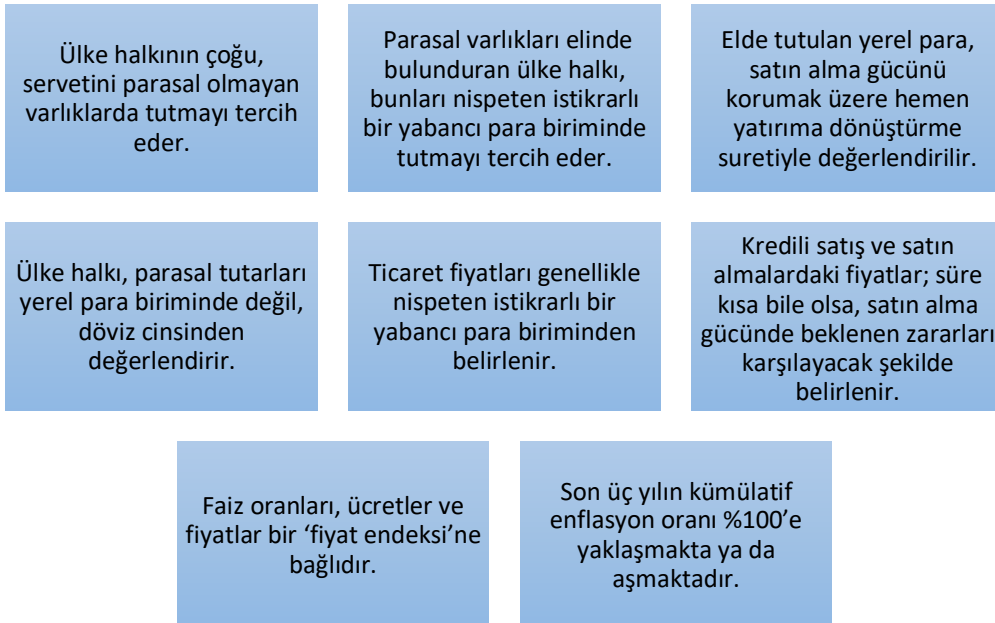 Ülke halkının çoğu,
servetini parasal olmayan
varlıklarda tutmayı tercih
eder.
Parasal varlıkları elinde
bulunduran ülke halkı,
bunları nispeten istikrarlı
bir yabancı para biriminde
tutmayı tercih eder.
Elde tutulan yerel para,
satın alma gücünü
korumak üzere hemen
yatırıma dönüştürme
suretiyle değerlendirilir.
Ülke halkı, parasal tutarları
yerel para biriminde değil,
döviz cinsinden
değerlendirir.
Ticaret fiyatları genellikle
nispeten istikrarlı bir
yabancı para biriminden
belirlenir.
Kredili satış ve satın
almalardaki fiyatlar; süre
kısa bile olsa, satın alma
gücünde beklenen zararları
karşılayacak şekilde
belirlenir.
Faiz oranları, ücretler ve
fiyatlar bir ‘fiyat endeksi’ne
bağlıdır.
Son üç yılın kümülatif
enflasyon oranı %100’e
yaklaşmakta ya da
aşmaktadır.